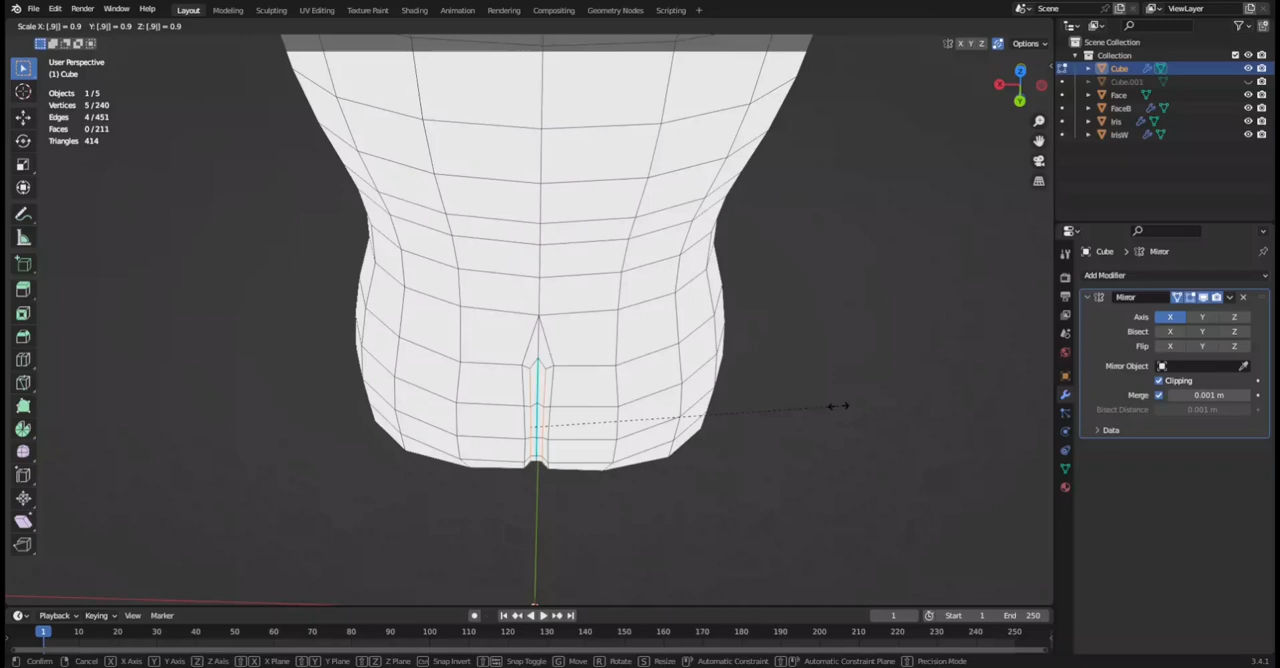 File Edit Render Window Help Layout Modeling Sculpting UV Editing Texture Paint Shading Animation Rendering Compositing Geometry Nodes Scripting + Scene ViewLayer
Scale X: [.9|] = 0.9 Y: [.9] = 0.9 Z: [.9] = 0.9
X Y Z Options
User Perspective
(1) Cube
Objects 1/5
Vertices 5/240
Edges 4/451
Faces 0/211
Triangles 414
Z
X
Y
Scene Collection
Collection
Cube
Cube.001
Face
FaceB
Iris
IrisW
Cube > Mirror
Add Modifier
Mirror
Axis X Y Z
Bisect X Y Z
Flip X Y Z
Mirror Object
Clipping
Merge 0.001 m
Bisect Distance 0.001 m
Data
Playback Keying View Marker 1 Start 1 End 250
1 10 20 30 40 50 60 70 80 90 100 110 120 130 140 150 160 170 180 190 200 210 220 230 240 250
Confirm Cancel X X Axis Y Y Axis Z Z Axis X X Plane Y Y Plane Z Z Plane Ctrl Snap Invert Snap Toggle G Move R Rotate S Resize Automatic Constraint Automatic Constraint Plane Precision Mode 3.4.1